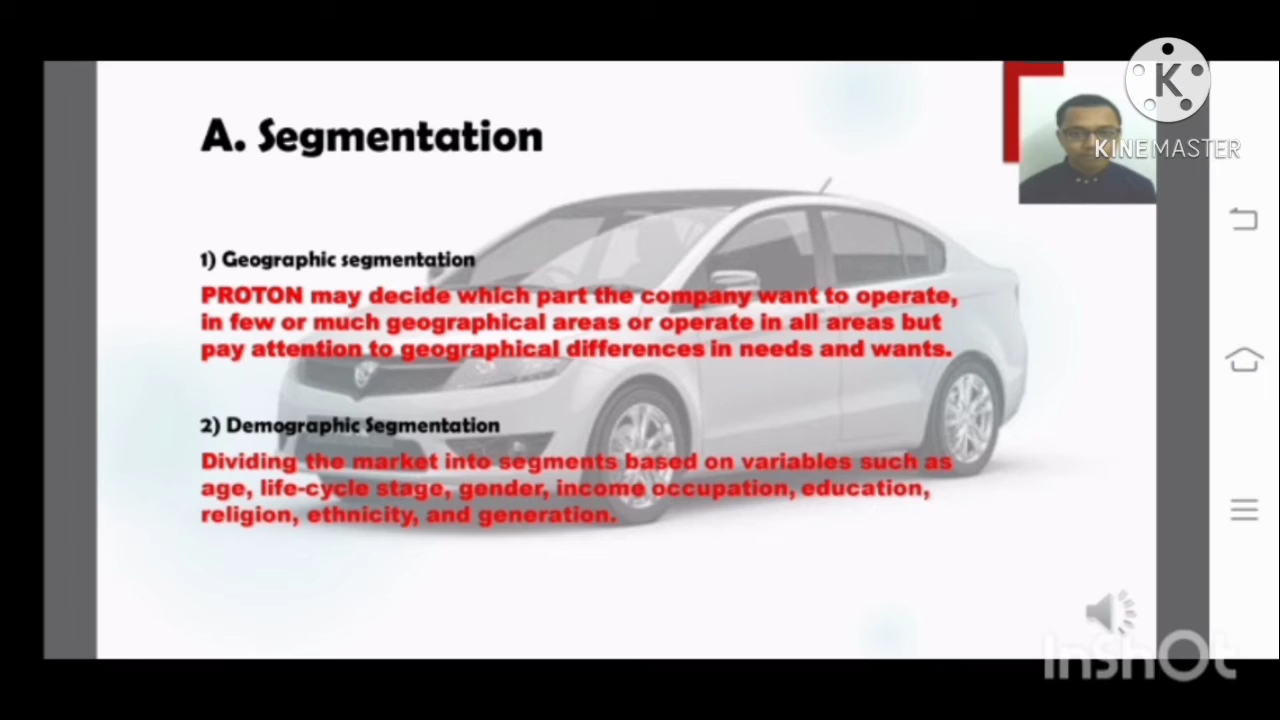 A. Segmentation
K
KINEMASTER
1) Geographic segmentation
PROTON may decide which part the company want to operate,
in few or much geographical areas or operate in all areas but
pay attention to geographical differences in needs and wants.
2) Demographic Segmentation
Dividing the market into segments based on variables such as
age, life-cycle stage, gender, income occupation, education,
religion, ethnicity, and generation.
InShOt